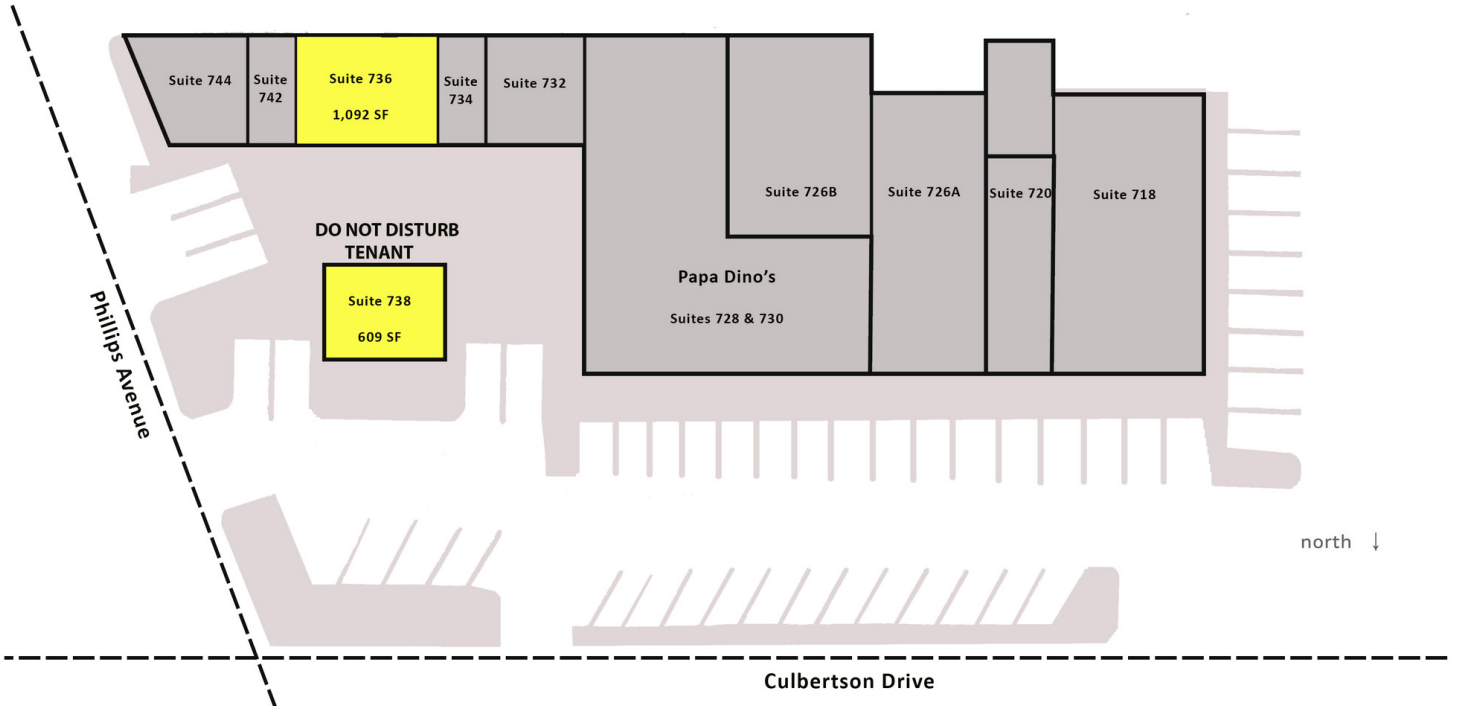 Suite 744
Suite
742
Suite 736
1,092 SF
Suite
734
Suite 732
Suite 726B
Suite 726A
Suite 720
Suite 718
DO NOT DISTURB
TENANT
Suite 738
609 SF
Papa Dino’s
Suites 728 & 730
Phillips Avenue
north ↓
Culbertson Drive